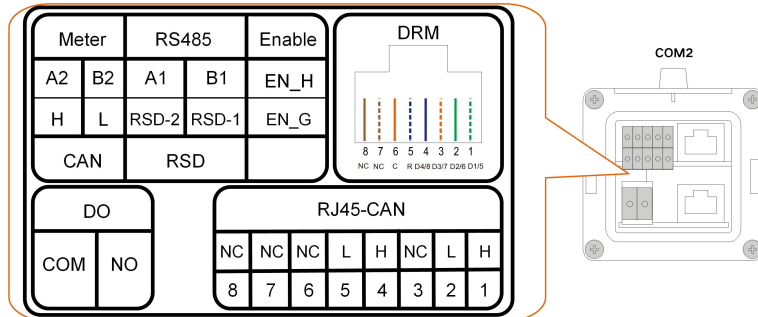 Meter RS485 Enable
A2 B2 A1 B1 EN_H
H L RSD-2 RSD-1 EN_G
CAN RSD
DRM
8 7 6 5 4 3 2 1
NC NC C R D4/8 D3/7 D2/6 D1/5
DO
COM NO
RJ45-CAN
NC NC NC L H NC L H
8 7 6 5 4 3 2 1
COM2